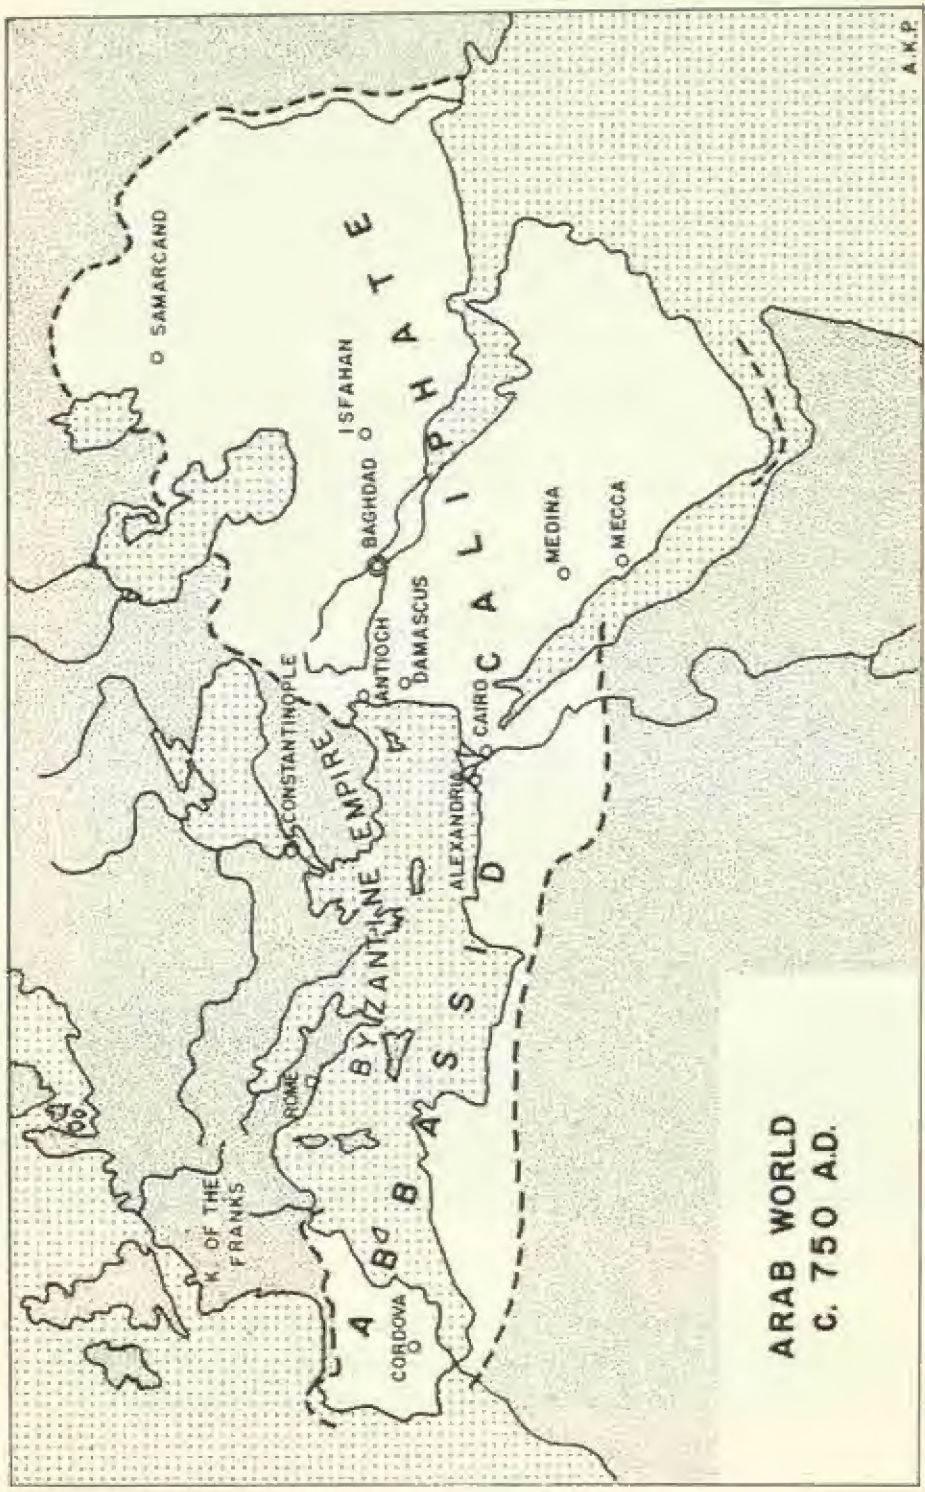 ARAB WORLD
C. 750 A.D.
ABBASSID CALIPHATE
K. OF THE
FRANKS
CORDOVA
ROME
BYZANTINE EMPIRE
CONSTANTINOPLE
ANTIOCH
DAMASCUS
ALEXANDRIA
CAIRO
BAGHDAD
ISFAHAN
SAMARCAND
MEDINA
MECCA
A.K.P.